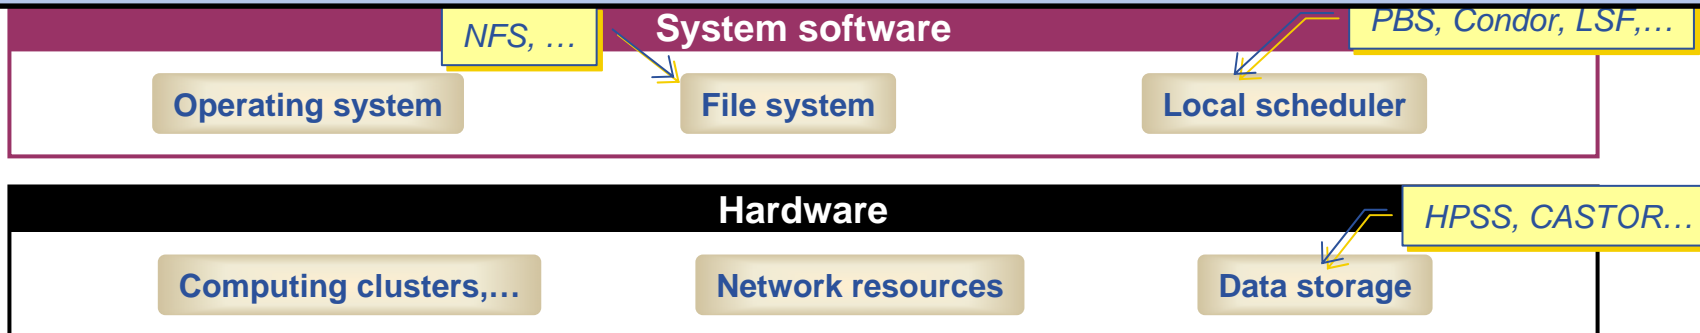 System software
NFS, …
PBS, Condor, LSF,…
Operating system
File system
Local scheduler
Hardware
HPSS, CASTOR…
Computing clusters,…
Network resources
Data storage